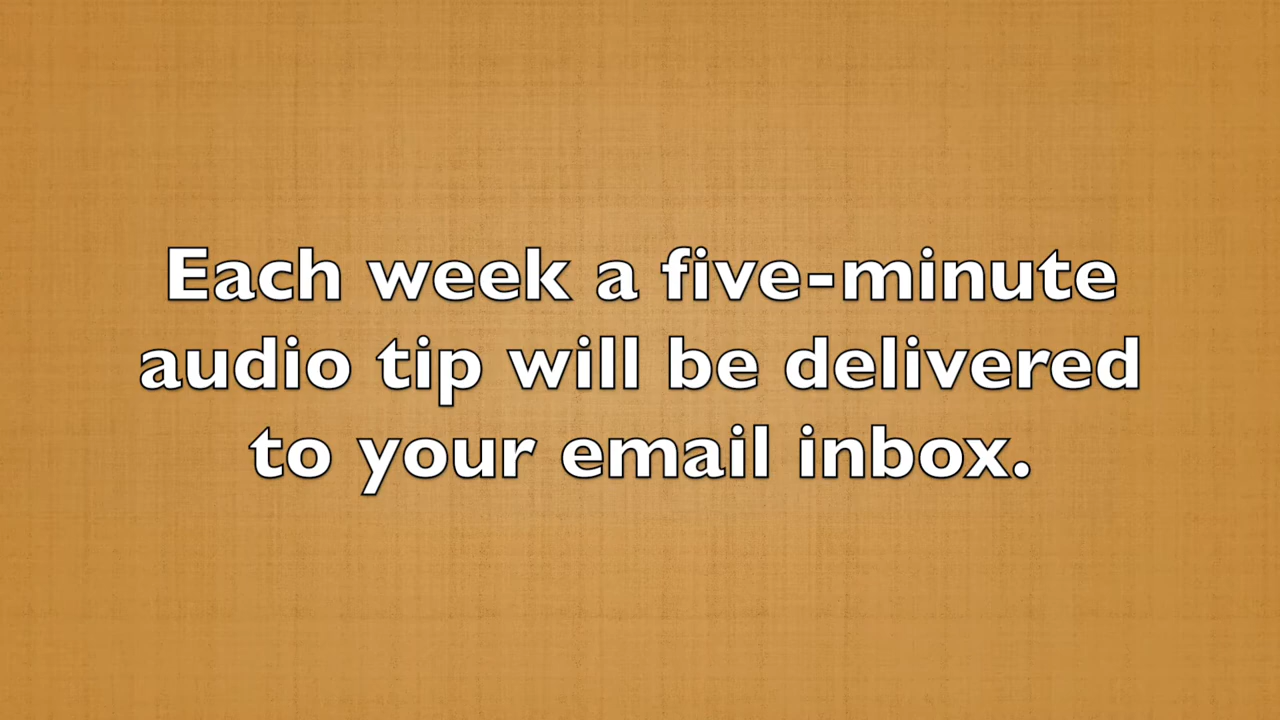 Each week a five-minute
audio tip will be delivered
to your email inbox.